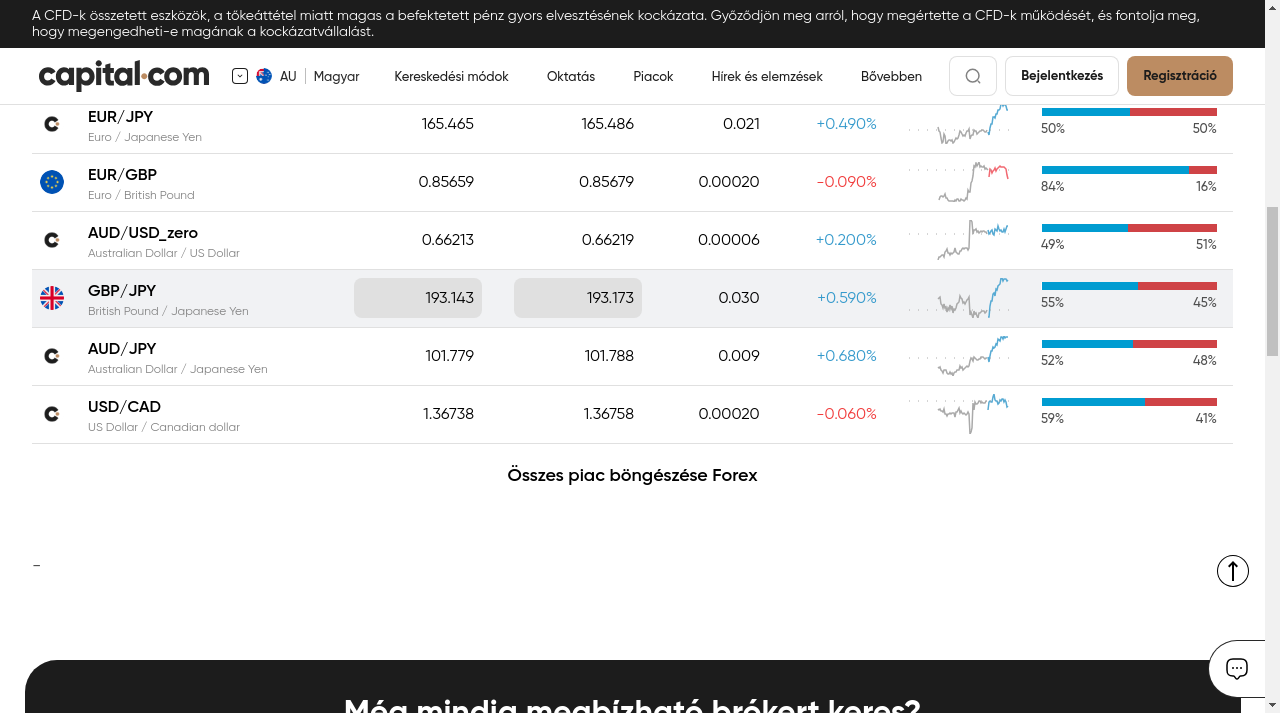 A CFD-k összetett eszközök, a tőkeáttétel miatt magas a befektetett pénz gyors elvesztésének kockázata. Győződjön meg arról, hogy megértette a CFD-k működését, és fontolja meg,
hogy megengedheti-e magának a kockázatvállalást.
capital.com AU Magyar Kereskedési módok Oktatás Piacok Hírek és elemzések Bővebben Bejelentkezés Regisztráció
EUR/JPY 165.465 165.486 0.021 +0.490%
Euro / Japanese Yen 50% 50%
EUR/GBP 0.85659 0.85679 0.00020 -0.090%
Euro / British Pound 84% 16%
AUD/USD_zero 0.66213 0.66219 0.00006 +0.200%
Australian Dollar / US Dollar 49% 51%
GBP/JPY 193.143 193.173 0.030 +0.590%
British Pound / Japanese Yen 55% 45%
AUD/JPY 101.779 101.788 0.009 +0.680%
Australian Dollar / Japanese Yen 52% 48%
USD/CAD 1.36738 1.36758 0.00020 -0.060%
US Dollar / Canadian dollar 59% 41%
Összes piac böngészése Forex
–
Még mindig megbízható brókert keres?